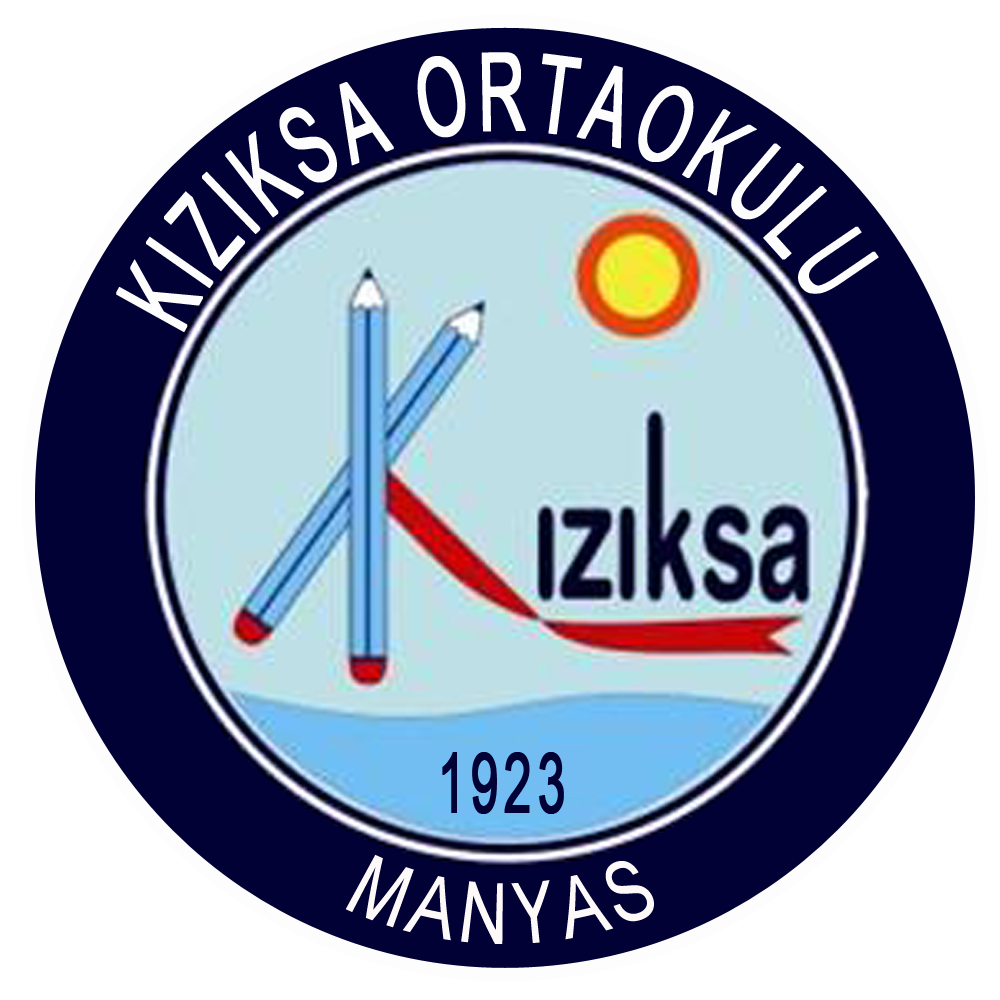 KIZIKSA ORTAOKULU
Kızıksa
1923
MANYAS